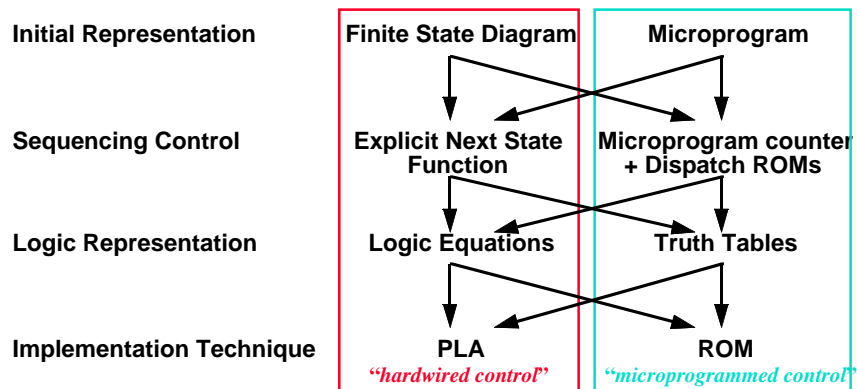 Initial Representation Finite State Diagram Microprogram
Sequencing Control Explicit Next State Microprogram counter
Function + Dispatch ROMs
Logic Representation Logic Equations Truth Tables
Implementation Technique PLA ROM
“hardwired control” “microprogrammed control”